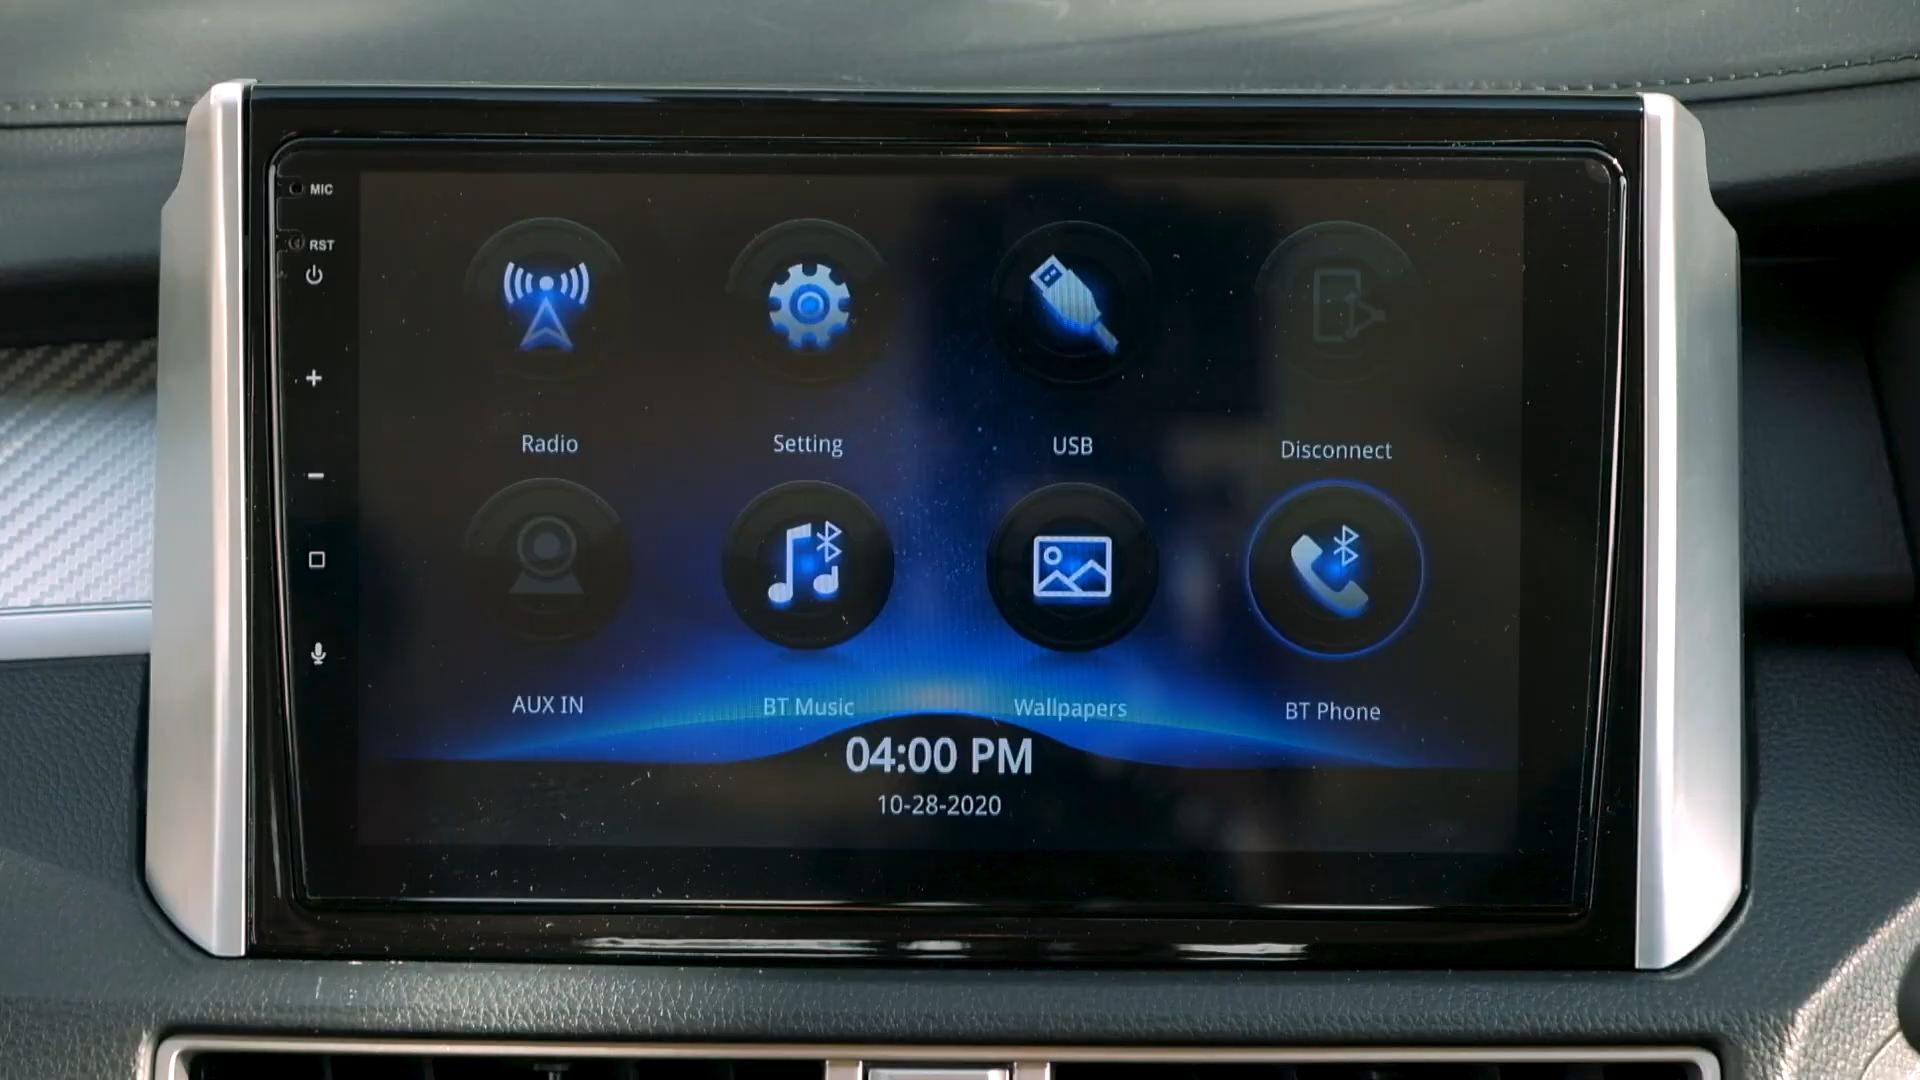 MIC
RST
Radio
Setting
USB
Disconnect
AUX IN
BT Music
Wallpapers
BT Phone
04:00 PM
10-28-2020